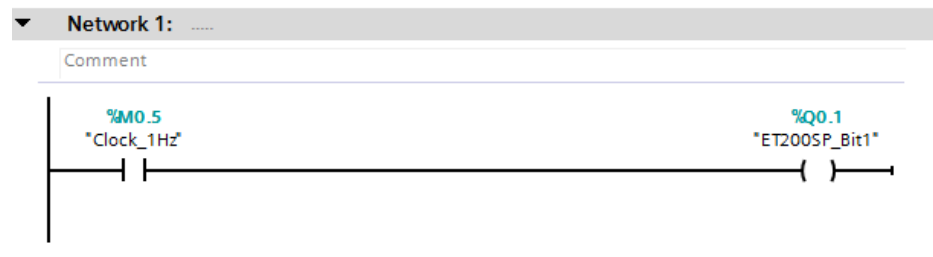 Network 1: .....
Comment
%M0.5
"Clock_1Hz"
%Q0.1
"ET200SP_Bit1"